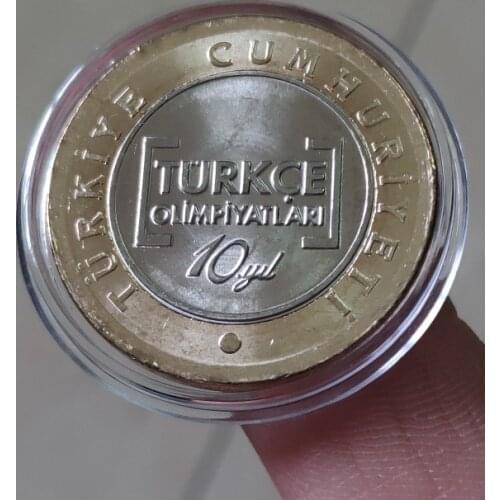 TÜRKİYE CUMHURİYETİ
TÜRKÇE
OLİMPİYATLARI
10.yıl